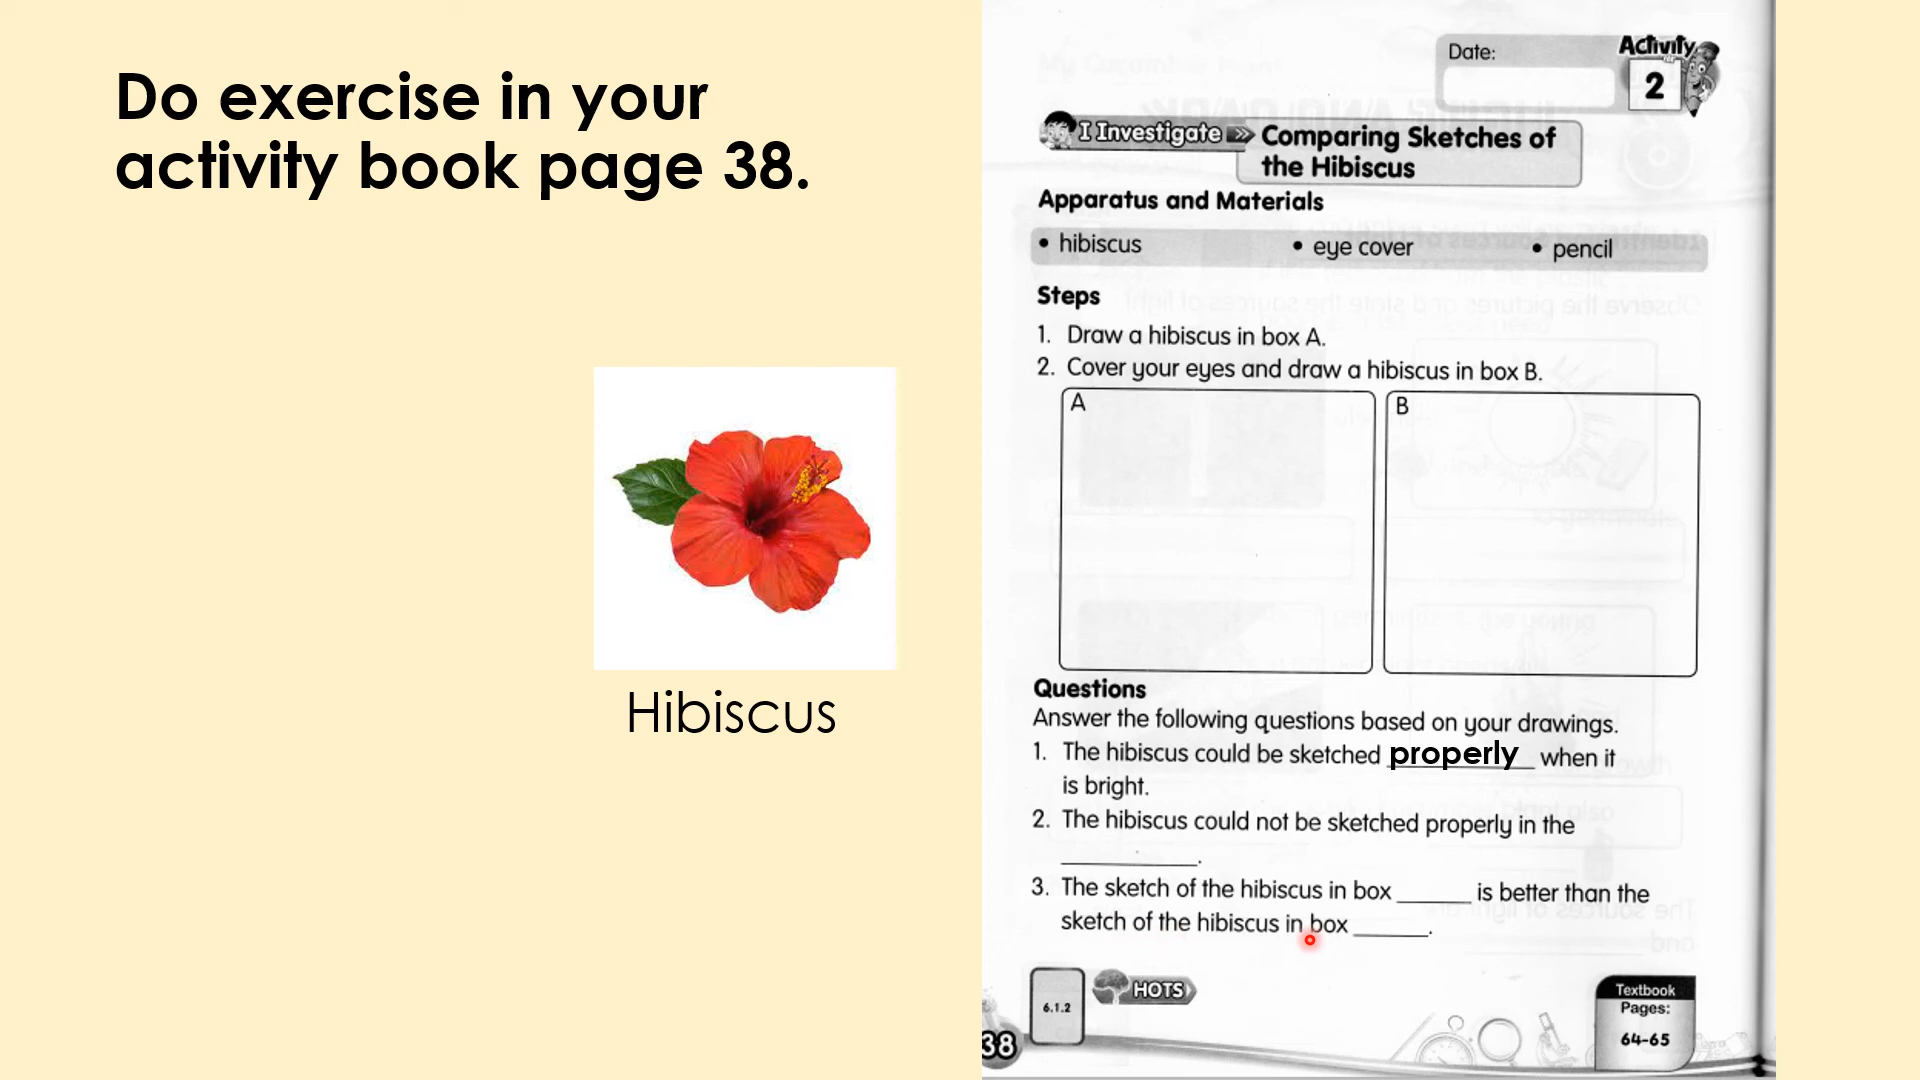 Do exercise in your
activity book page 38.
Hibiscus
Date:
Activity
2
I Investigate
Comparing Sketches of
the Hibiscus
Apparatus and Materials
• hibiscus • eye cover • pencil
Steps
1. Draw a hibiscus in box A.
2. Cover your eyes and draw a hibiscus in box B.
A B
Questions
Answer the following questions based on your drawings.
1. The hibiscus could be sketched properly when it
is bright.
2. The hibiscus could not be sketched properly in the
____________.
3. The sketch of the hibiscus in box ______ is better than the
sketch of the hibiscus in box ______.
6.1.2
HOTS
Textbook
Pages:
64-65
38